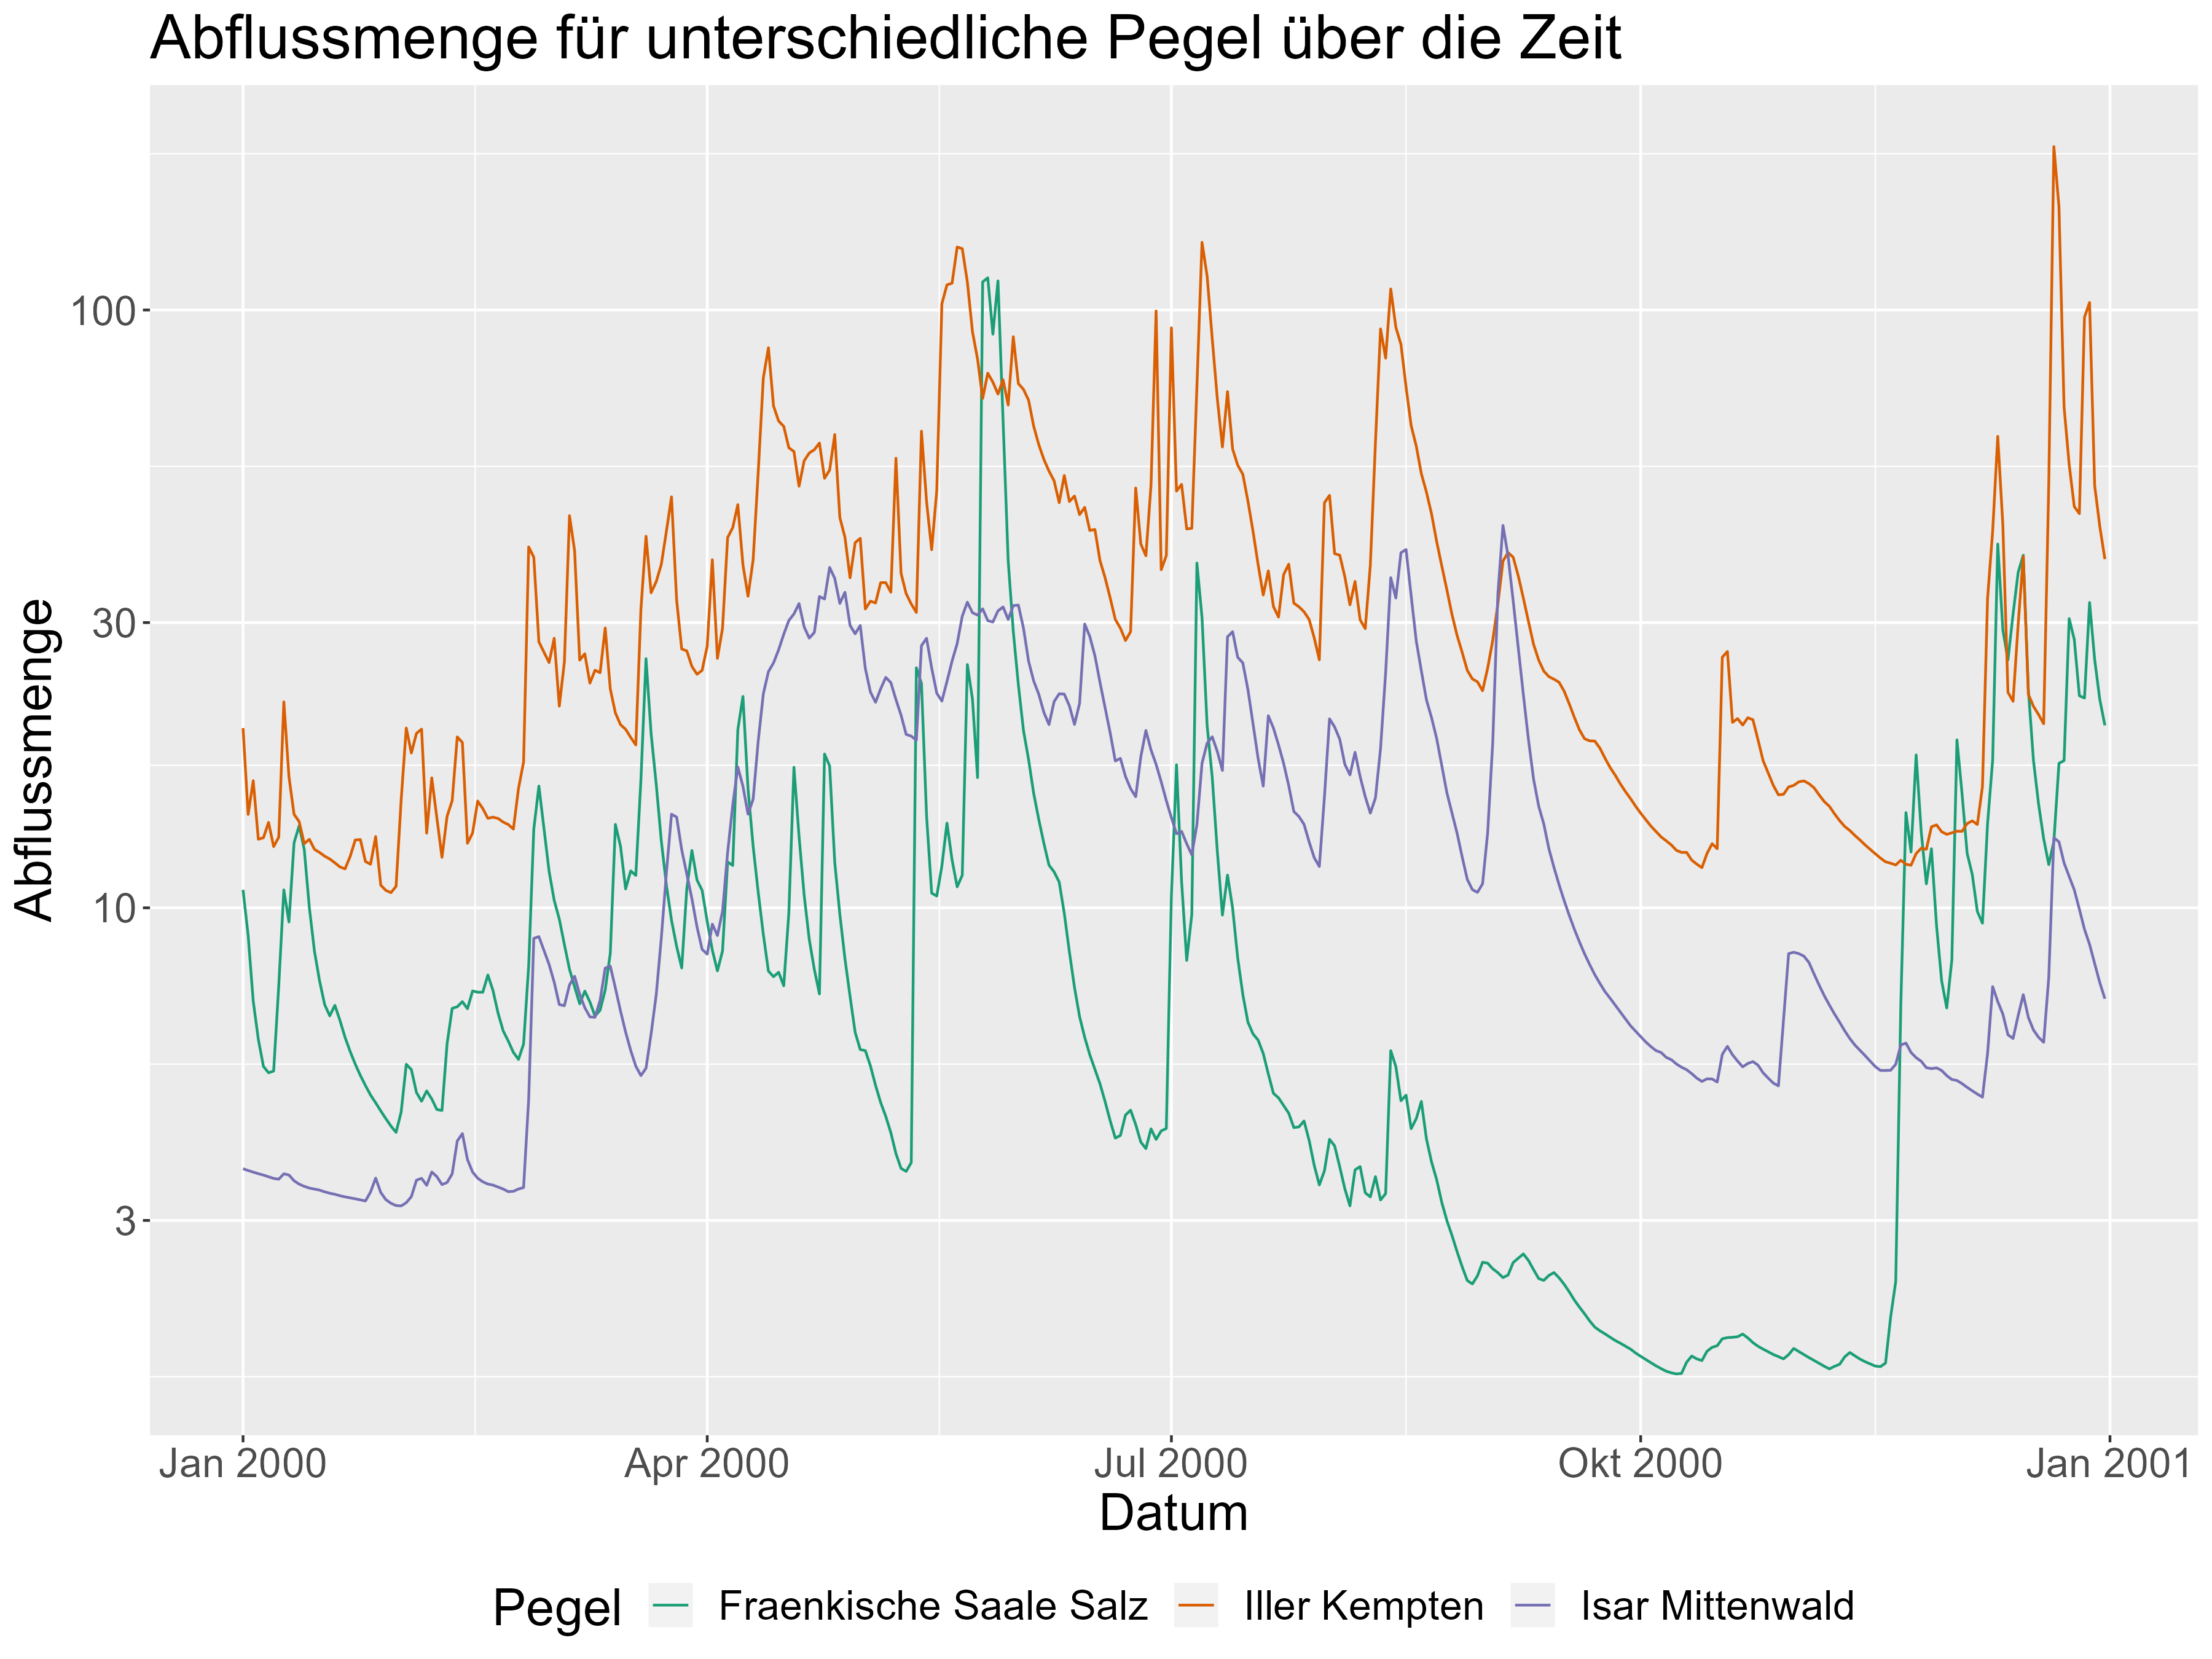 Abflussmenge für unterschiedliche Pegel über die Zeit
Abflussmenge
100
30
10
3
Jan 2000 Apr 2000 Jul 2000 Okt 2000 Jan 2001
Datum
Pegel Fraenkische Saale Salz Iller Kempten Isar Mittenwald